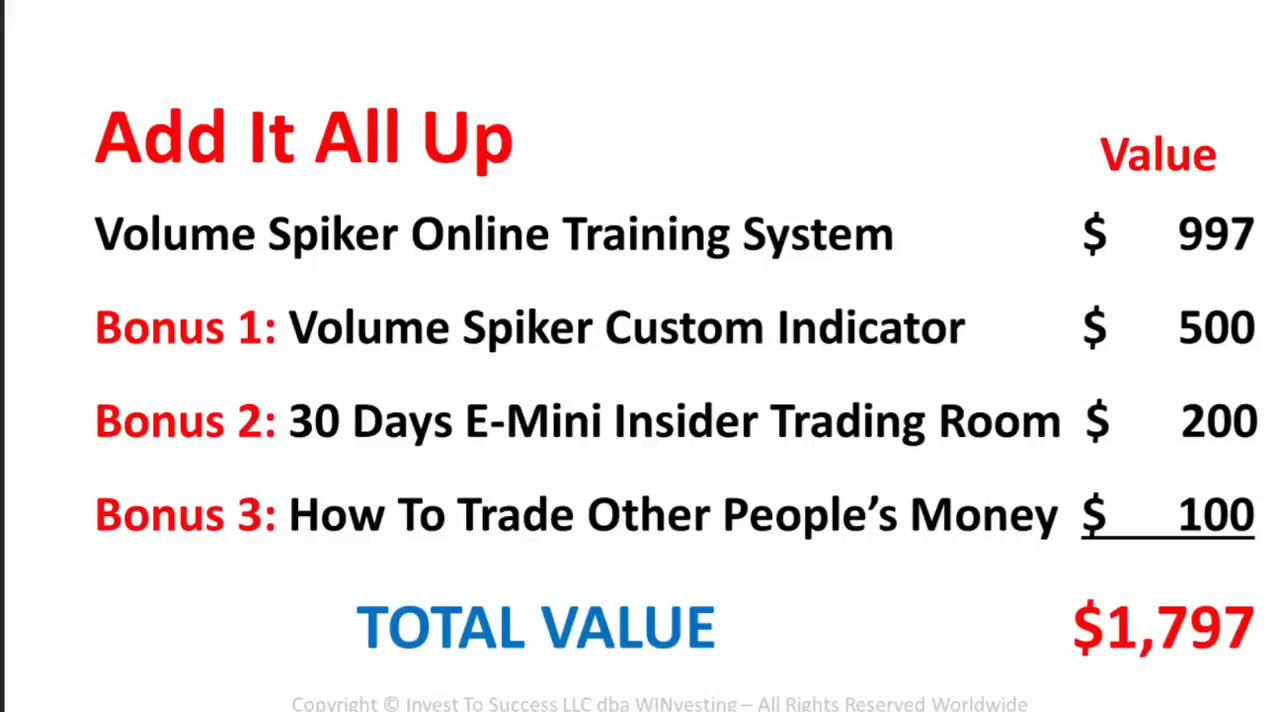 Add It All Up
Value
Volume Spiker Online Training System $ 997
Bonus 1: Volume Spiker Custom Indicator $ 500
Bonus 2: 30 Days E-Mini Insider Trading Room $ 200
Bonus 3: How To Trade Other People’s Money $ 100
TOTAL VALUE $1,797
Copyright © Invest To Success LLC dba WINvesting – All Rights Reserved Worldwide